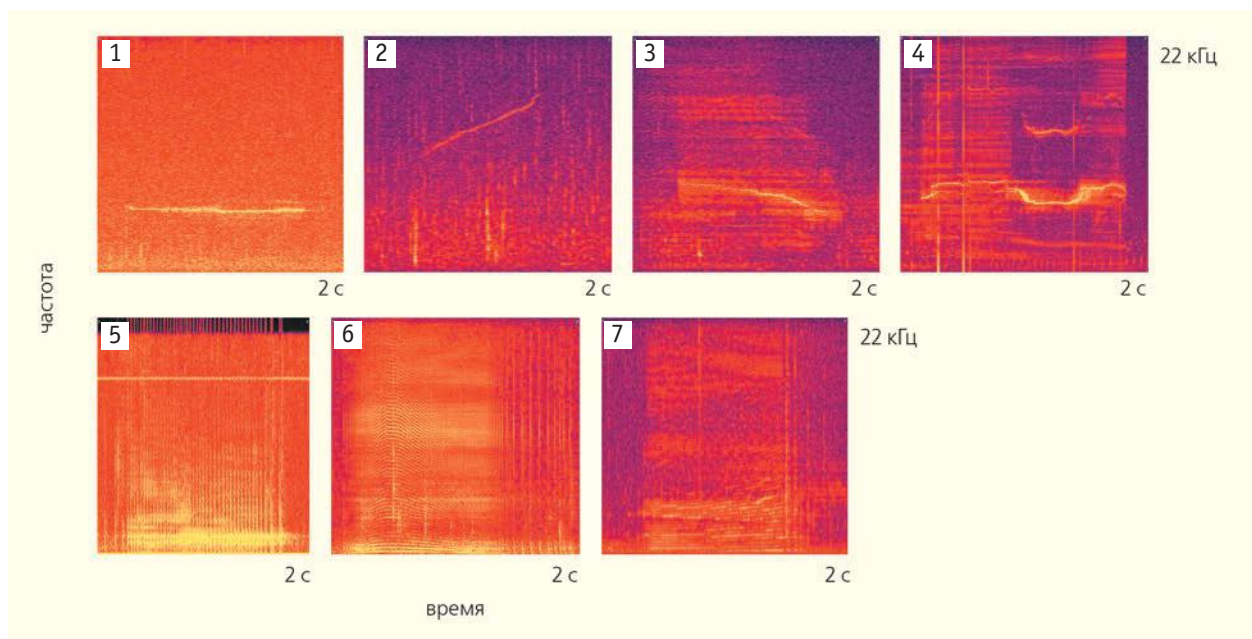 1 2 3 4 22 кГц
2 с 2 с 2 с 2 с
частота
5 6 7 22 кГц
2 с 2 с 2 с
время